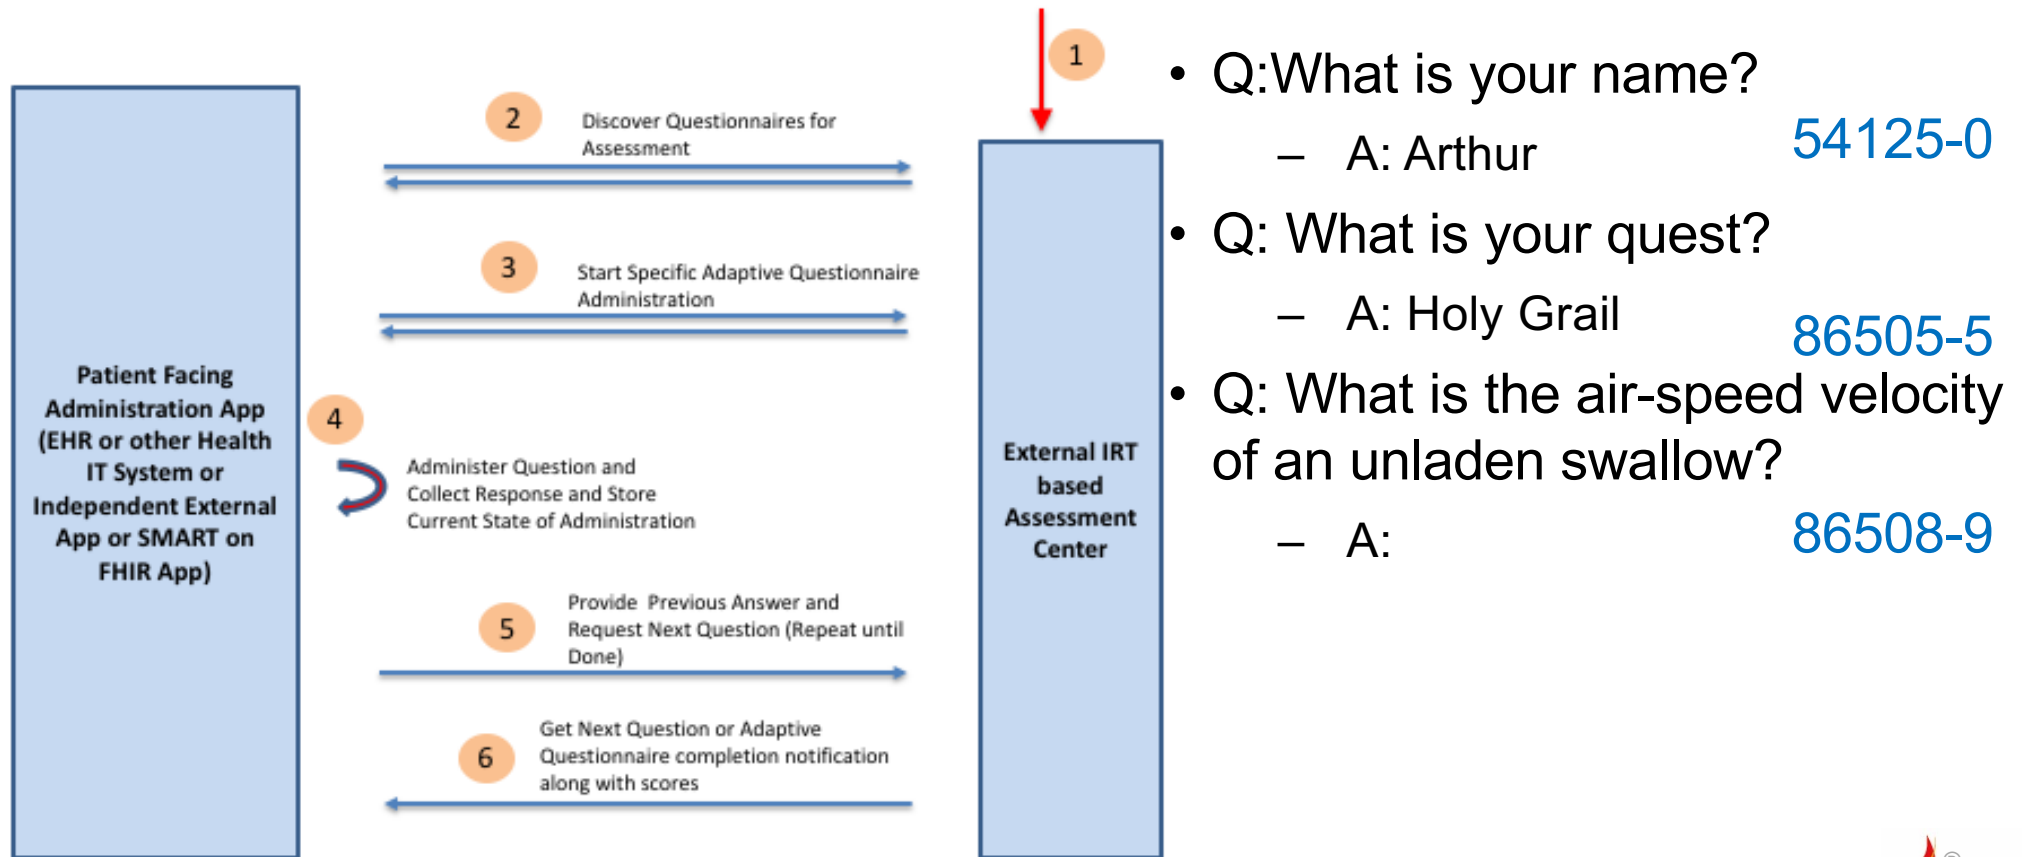 1
2
Discover Questionnaires for
Assessment
3
Start Specific Adaptive Questionnaire
Administration
Patient Facing
Administration App
(EHR or other Health
IT System or
Independent External
App or SMART on
FHIR App)
4
Administer Question and
Collect Response and Store
Current State of Administration
External IRT
based
Assessment
Center
5
Provide Previous Answer and
Request Next Question (Repeat until
Done)
6
Get Next Question or Adaptive
Questionnaire completion notification
along with scores
• Q:What is your name?
– A: Arthur
54125-0
• Q: What is your quest?
– A: Holy Grail
86505-5
• Q: What is the air-speed velocity
of an unladen swallow?
– A:
86508-9
®